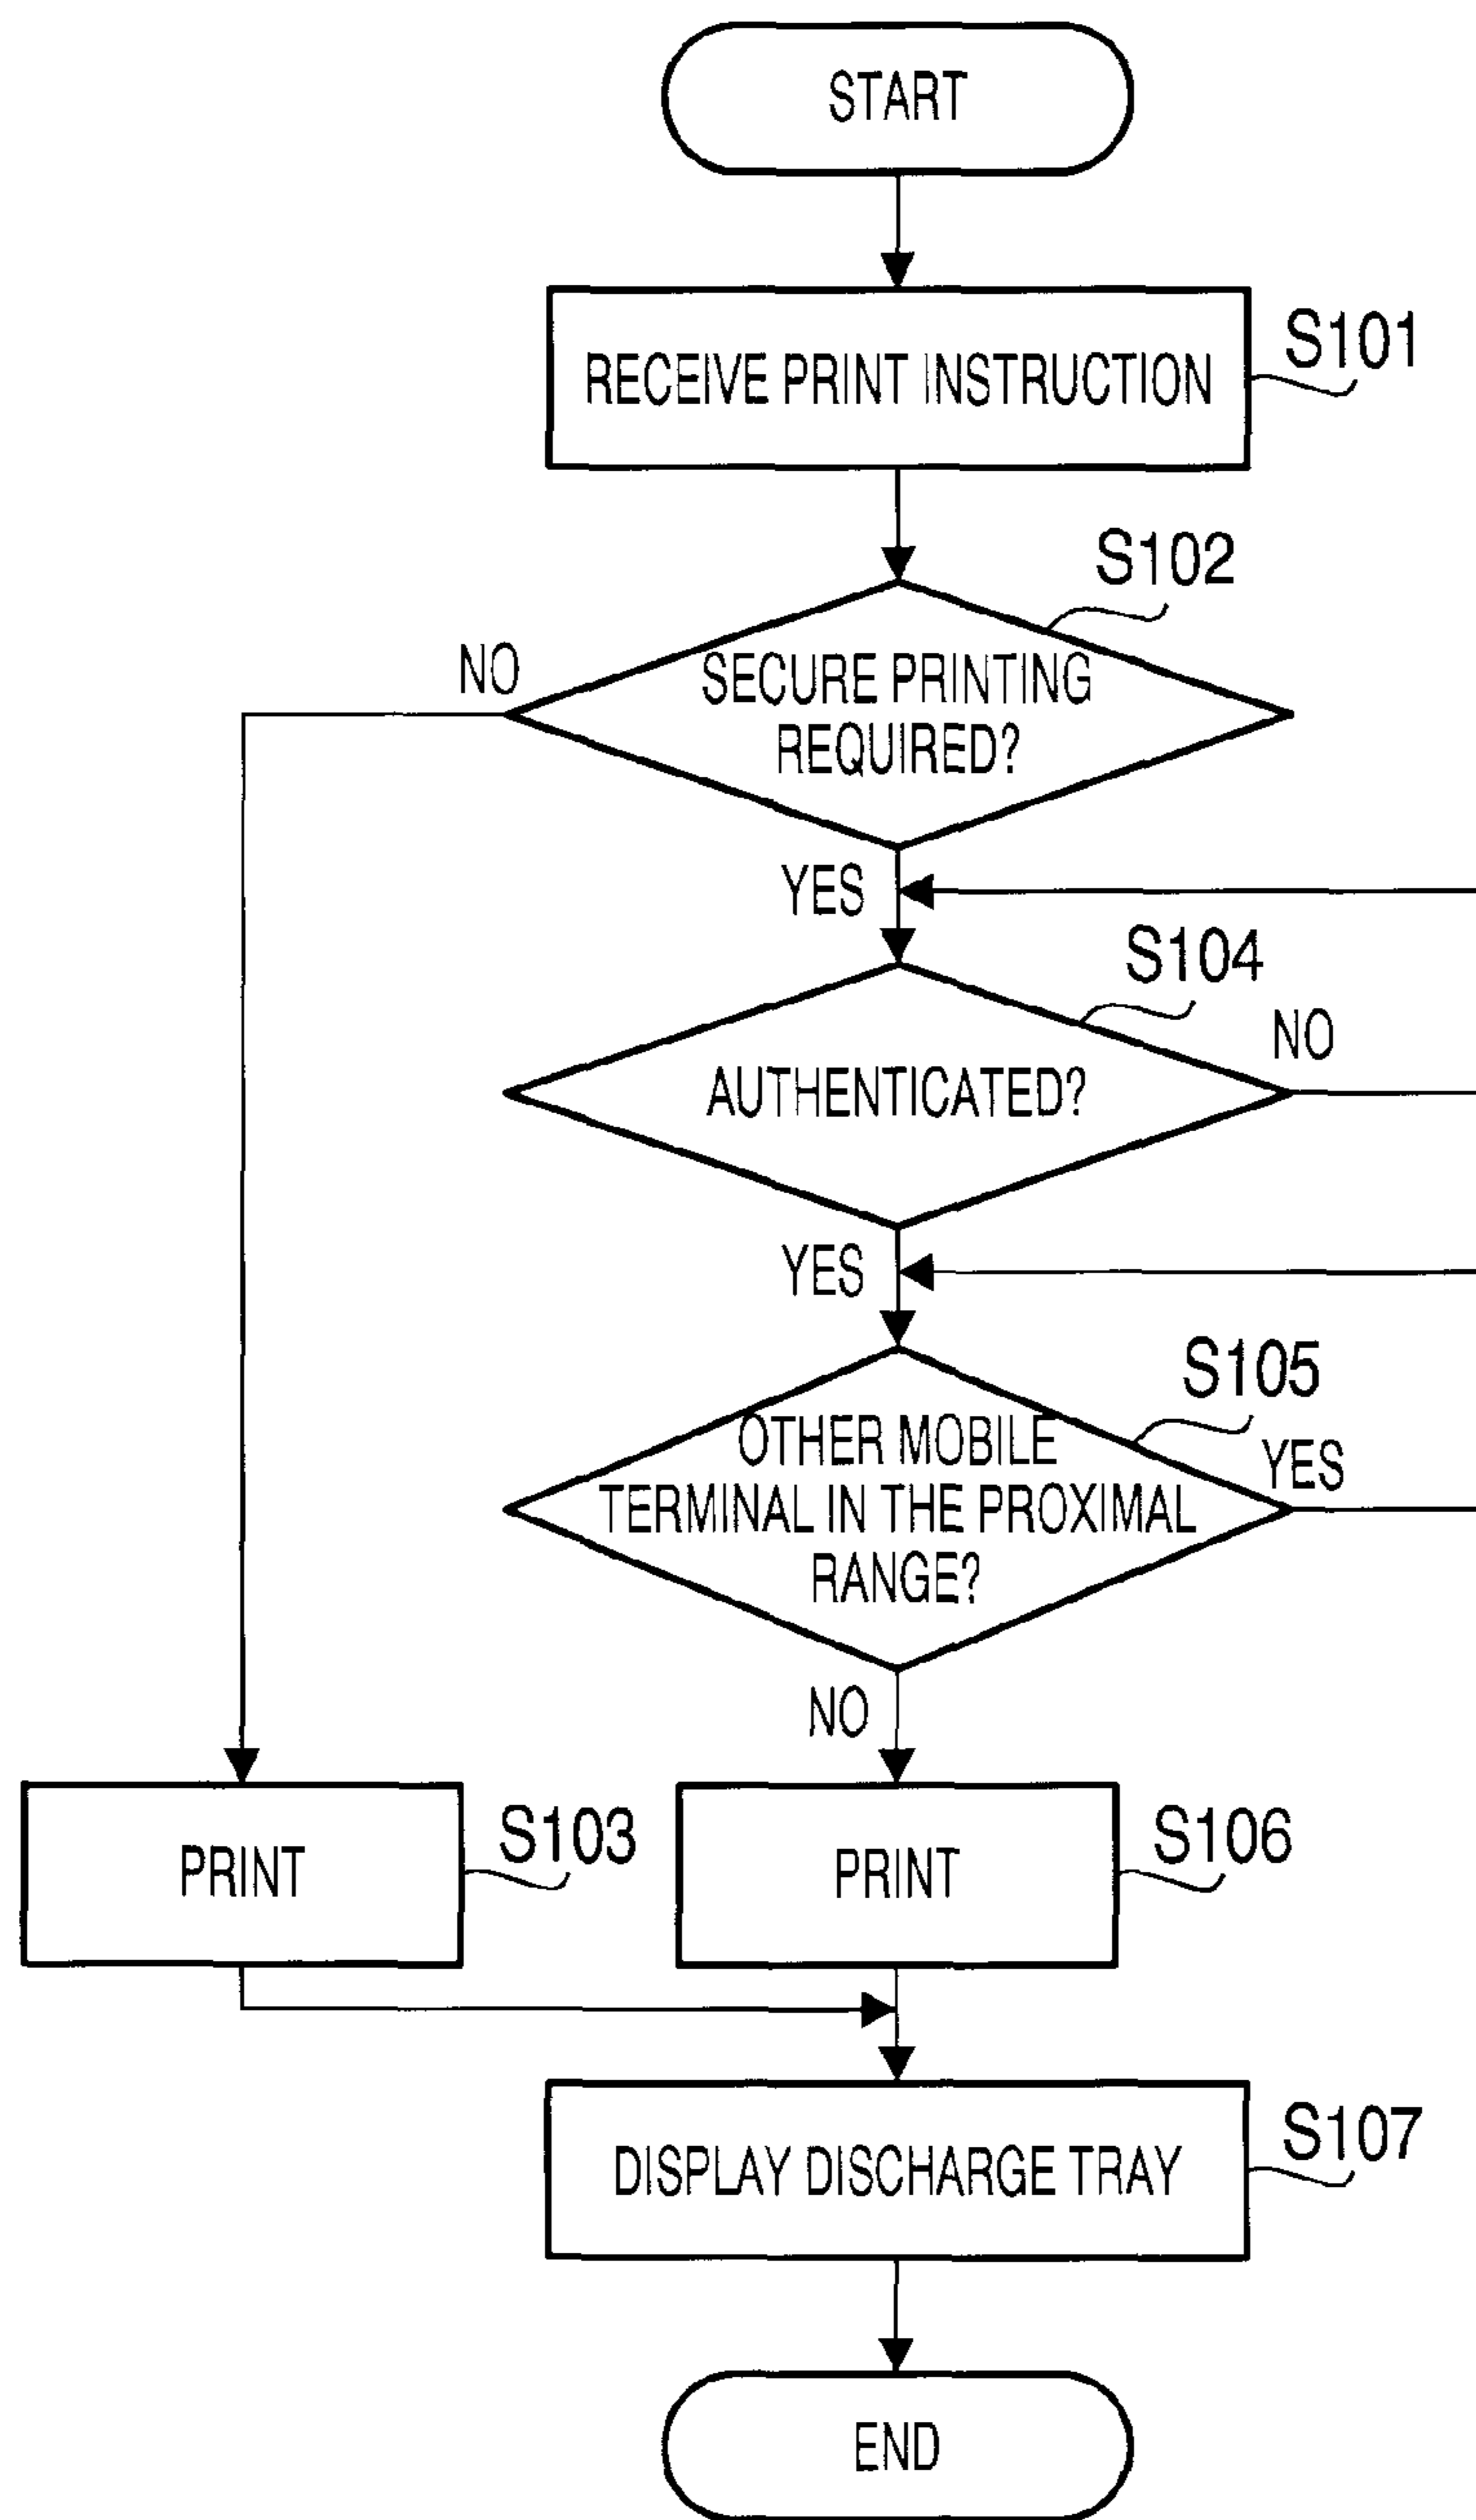 START
RECEIVE PRINT INSTRUCTION
S101
S102
NO
SECURE PRINTING
REQUIRED?
YES
S104
NO
AUTHENTICATED?
YES
S105
OTHER MOBILE
YES
TERMINAL IN THE PROXIMAL
RANGE?
NO
PRINT
S103
PRINT
S106
DISPLAY DISCHARGE TRAY
S107
END